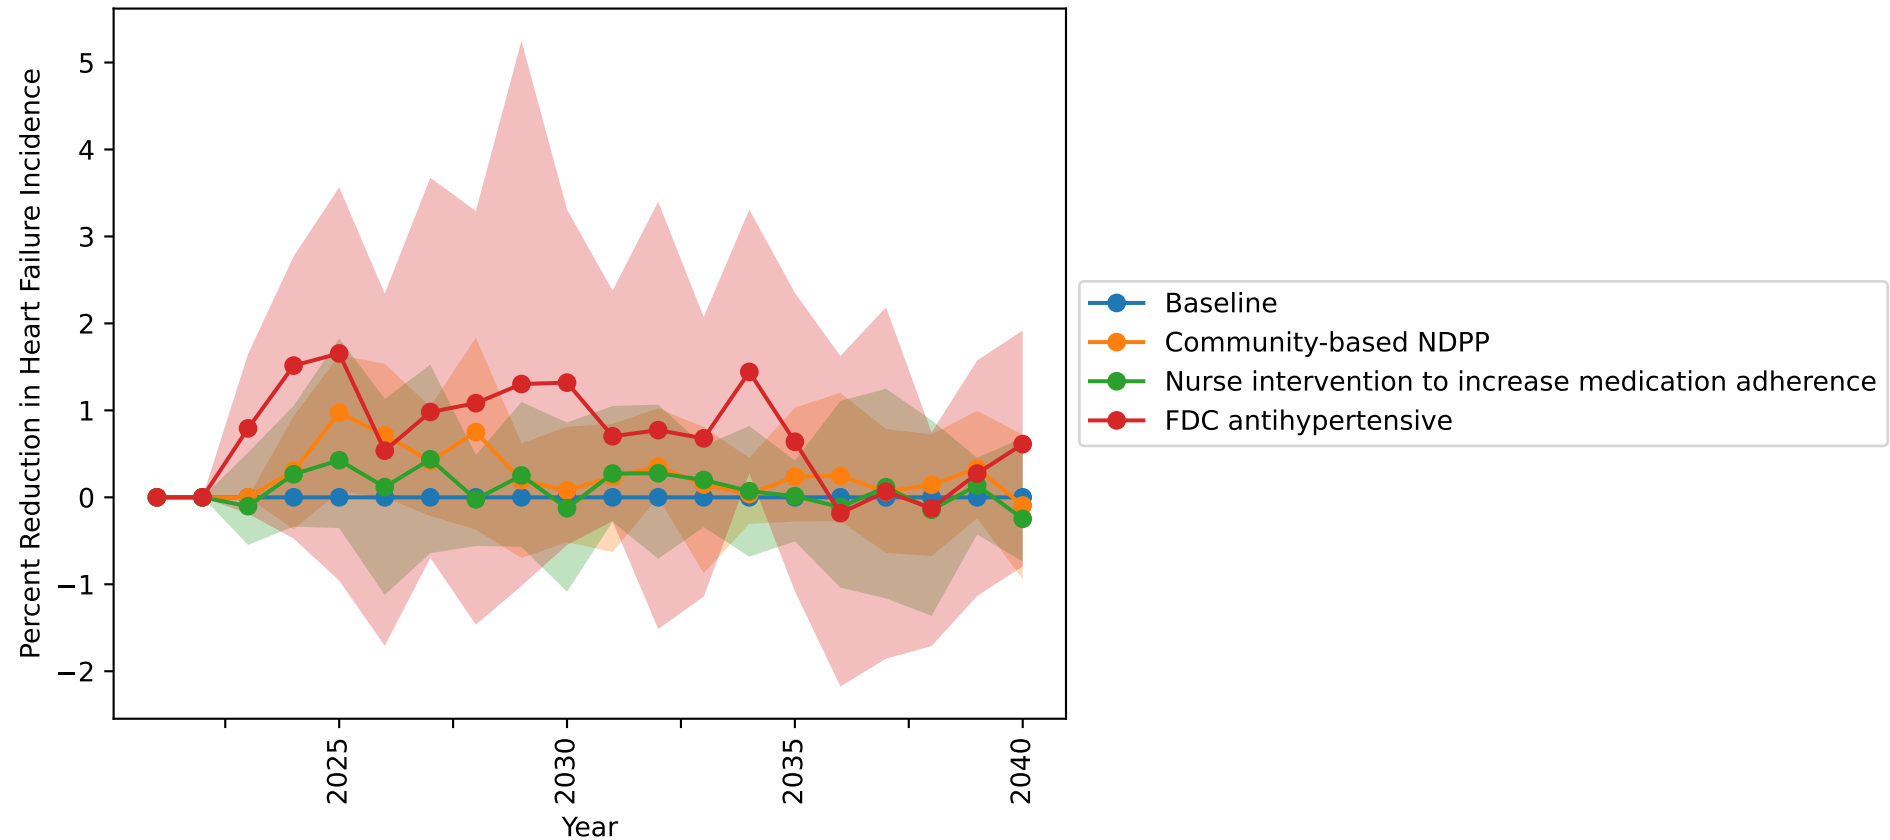 Percent Reduction in Heart Failure Incidence
5
4
3
2
1
0
−1
−2
2025
2030
2035
2040
Year
Baseline
Community-based NDPP
Nurse intervention to increase medication adherence
FDC antihypertensive